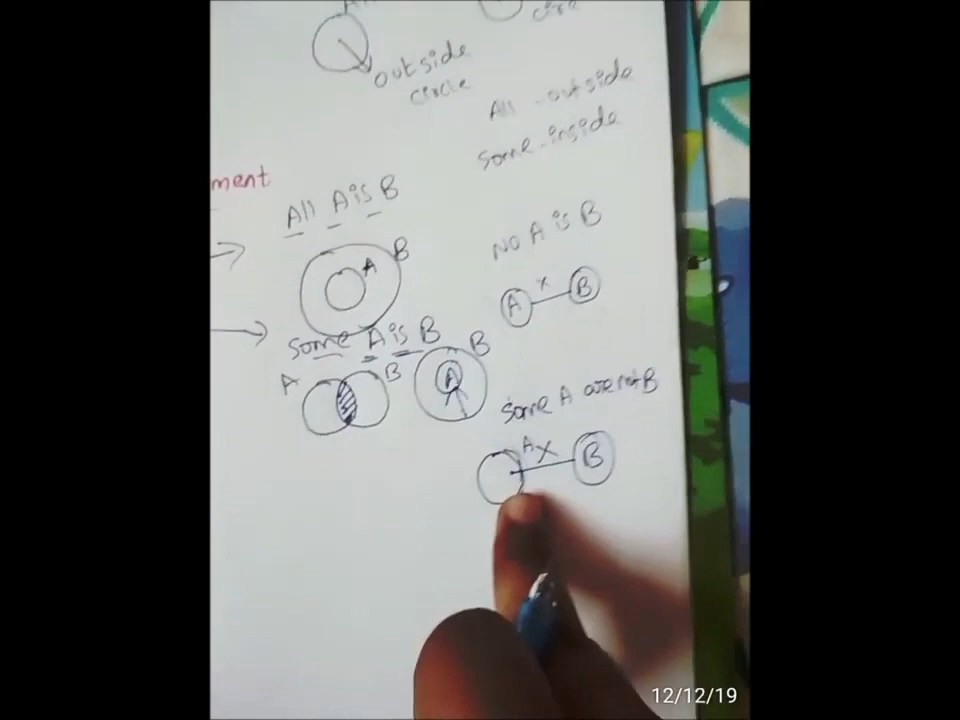 outside
circle
All - outside
Some - inside
ment
All A is B
A B
No A is B
A x B
Some A is B
A B
A B
Some A are not B
A x B
12/12/19